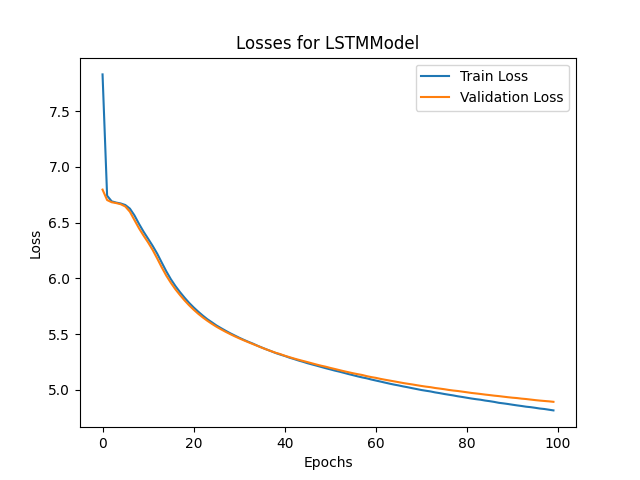 Losses for LSTMModel
Train Loss
Validation Loss
7.5
7.0
6.5
6.0
5.5
5.0
Loss
0 20 40 60 80 100
Epochs